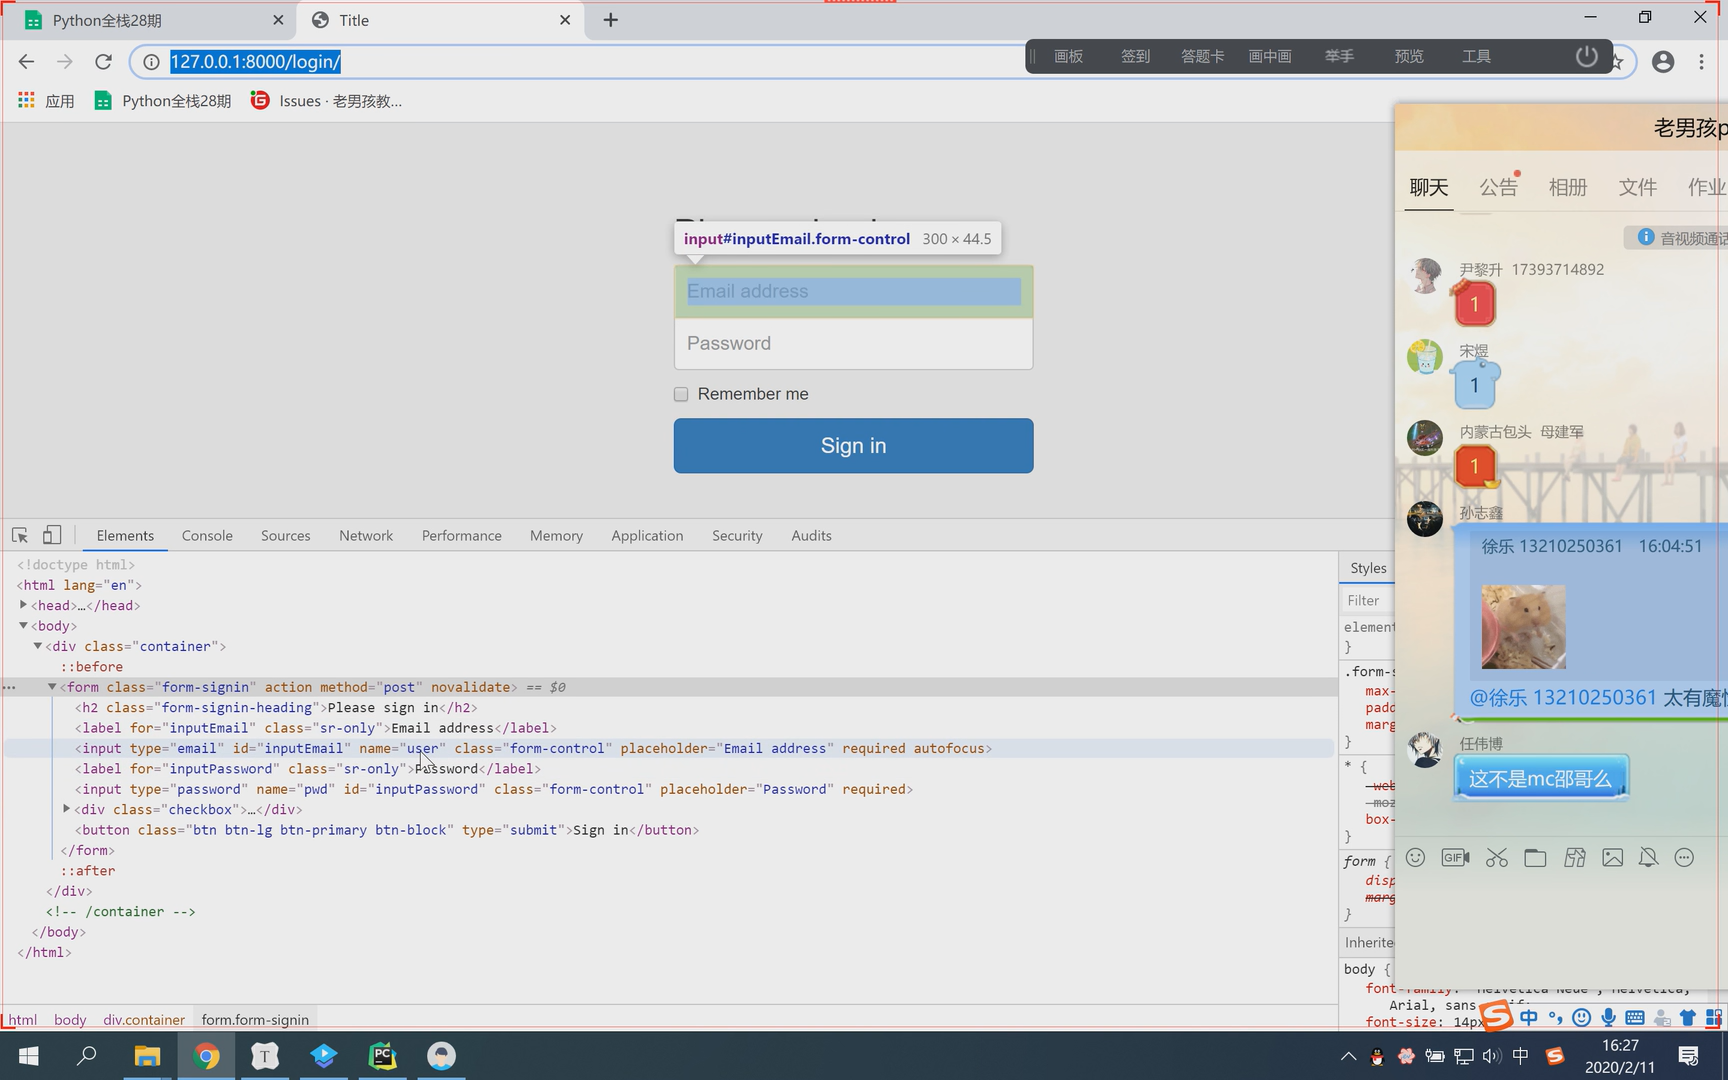 Python全栈28期
Title
127.0.0.1:8000/login/
画板 签到 答题卡 画中画 举手 预览 工具
应用
Python全栈28期
Issues · 老男孩教...
input#inputEmail.form-control 300 × 44.5
Email address
Password
Remember me
Sign in
Elements Console Sources Network Performance Memory Application Security Audits
<!doctype html>
<html lang="en">
<head>…</head>
<body>
<div class="container">
::before
<form class="form-signin" action method="post" novalidate> == $0
<h2 class="form-signin-heading">Please sign in</h2>
<label for="inputEmail" class="sr-only">Email address</label>
<input type="email" id="inputEmail" name="user" class="form-control" placeholder="Email address" required autofocus>
<label for="inputPassword" class="sr-only">Password</label>
<input type="password" name="pwd" id="inputPassword" class="form-control" placeholder="Password" required>
<div class="checkbox">…</div>
<button class="btn btn-lg btn-primary btn-block" type="submit">Sign in</button>
</form>
::after
</div>
<!-- /container -->
</body>
</html>
html body div.container form.form-signin
Styles
Filter
element
}
.form-s
max-
padd
marg
}
* {
-web
-moz
box-
}
form {
disp
marg
}
Inherite
body {
font-family: "Helvetica Neue", Helvetica,
Arial, sans
font-size: 14px
老男孩p
聊天 公告 相册 文件 作业
音视频通话
尹黎升 17393714892
1
宋煜
1
内蒙古包头 母建军
1
孙志鑫
徐乐 13210250361 16:04:51
@徐乐 13210250361 太有魔性
任伟博
这不是mc邵哥么
GIF
中
中
16:27
2020/2/11